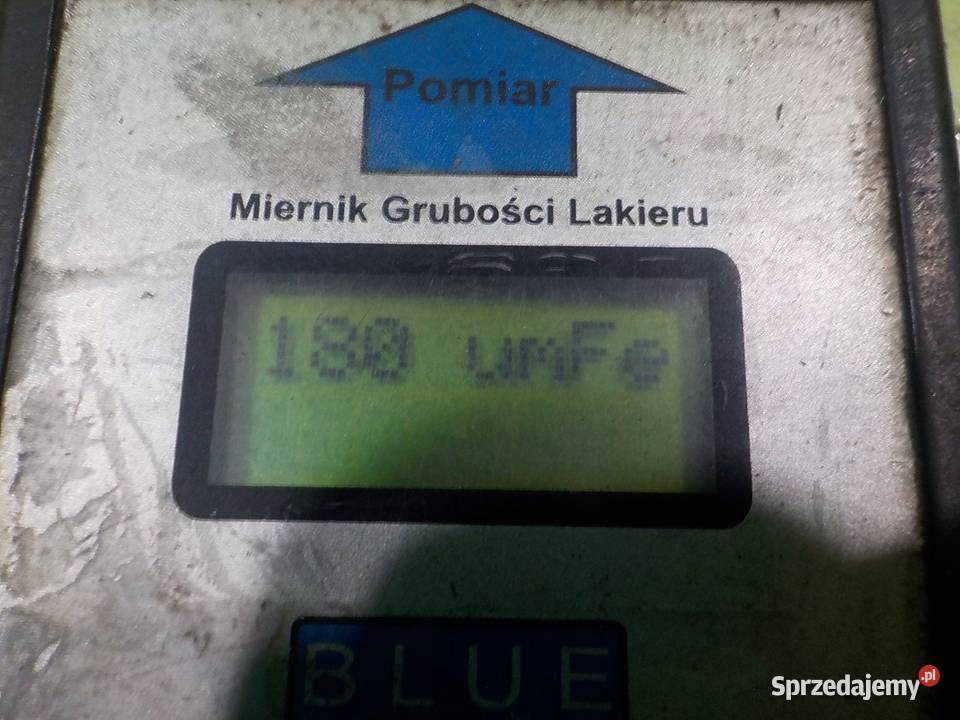 Pomiar
Miernik Grubości Lakieru
180 umFe
BLUE
Sprzedajemy.pl